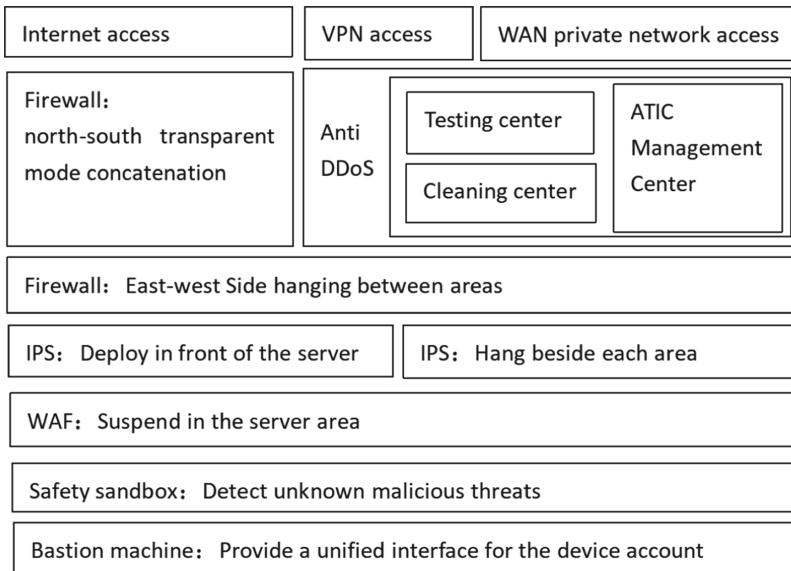 Internet access
VPN access
WAN private network access
Firewall：
north-south transparent
mode concatenation
Anti
DDoS
Testing center
Cleaning center
ATIC
Management
Center
Firewall：East-west Side hanging between areas
IPS：Deploy in front of the server
IPS：Hang beside each area
WAF：Suspend in the server area
Safety sandbox：Detect unknown malicious threats
Bastion machine：Provide a unified interface for the device account